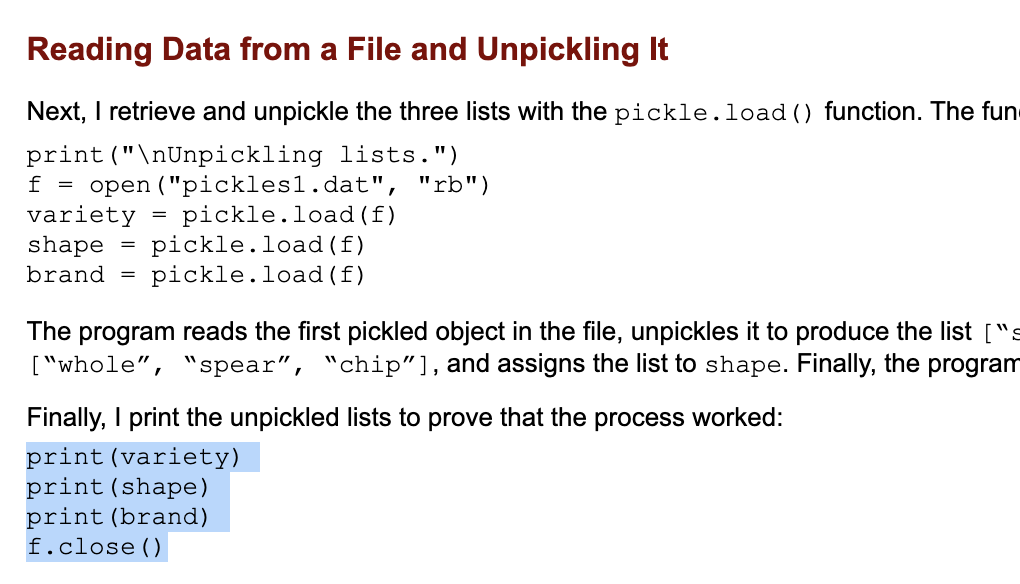 Reading Data from a File and Unpickling It
Next, I retrieve and unpickle the three lists with the pickle.load() function. The
print("\nUnpickling lists.")
f = open("pickles1.dat", "rb")
variety = pickle.load(f)
shape = pickle.load(f)
brand = pickle.load(f)
The program reads the first pickled object in the file, unpickles it to produce the list [“
[“whole”, “spear”, “chip”], and assigns the list to shape. Finally, the program
Finally, I print the unpickled lists to prove that the process worked:
print(variety)
print(shape)
print(brand)
f.close()